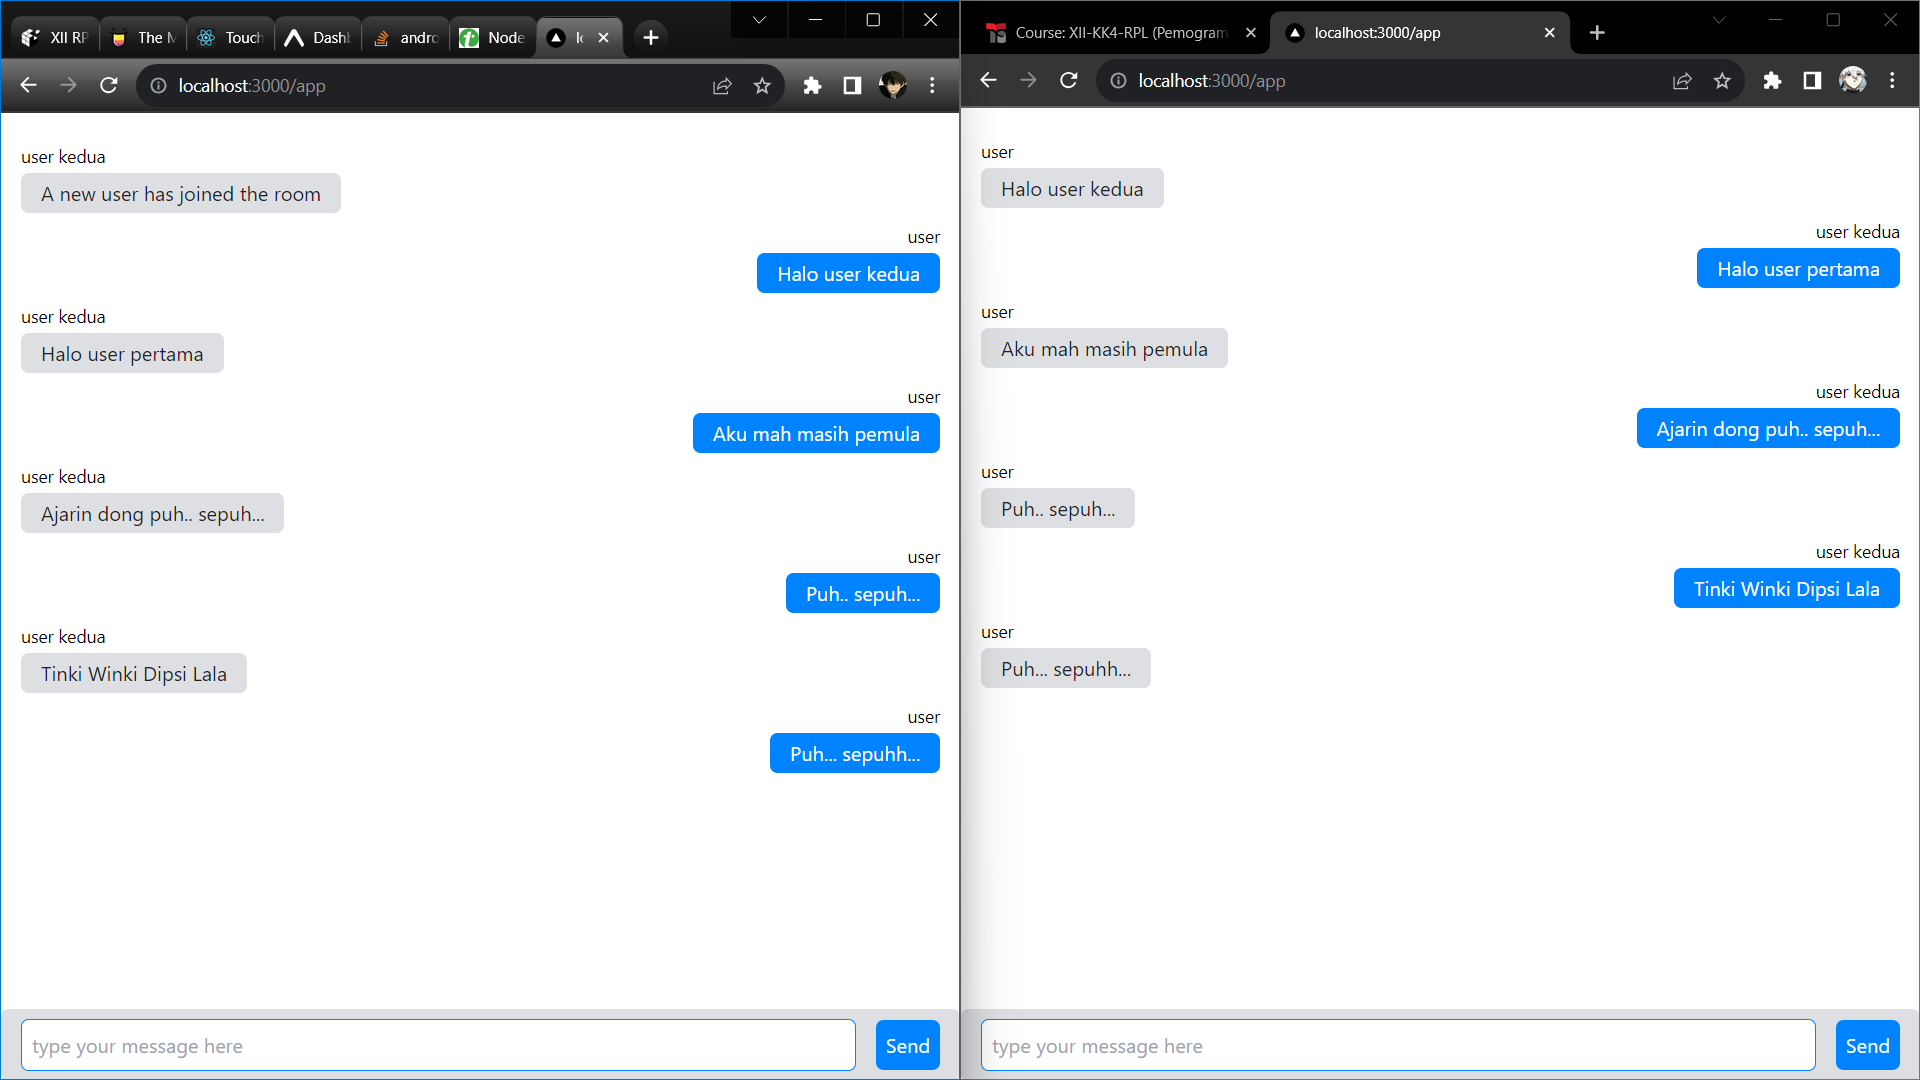 XII RP
The M
Touch
Dashb
andro
Node
localhost:3000/app
user kedua
A new user has joined the room
user
Halo user kedua
user kedua
Halo user pertama
user
Aku mah masih pemula
user kedua
Ajarin dong puh.. sepuh...
user
Puh.. sepuh...
user kedua
Tinki Winki Dipsi Lala
user
Puh... sepuhh...
type your message here
Send
Course: XII-KK4-RPL (Pemogram
localhost:3000/app
localhost:3000/app
user
Halo user kedua
user kedua
Halo user pertama
user
Aku mah masih pemula
user kedua
Ajarin dong puh.. sepuh...
user
Puh.. sepuh...
user kedua
Tinki Winki Dipsi Lala
user
Puh... sepuhh...
type your message here
Send